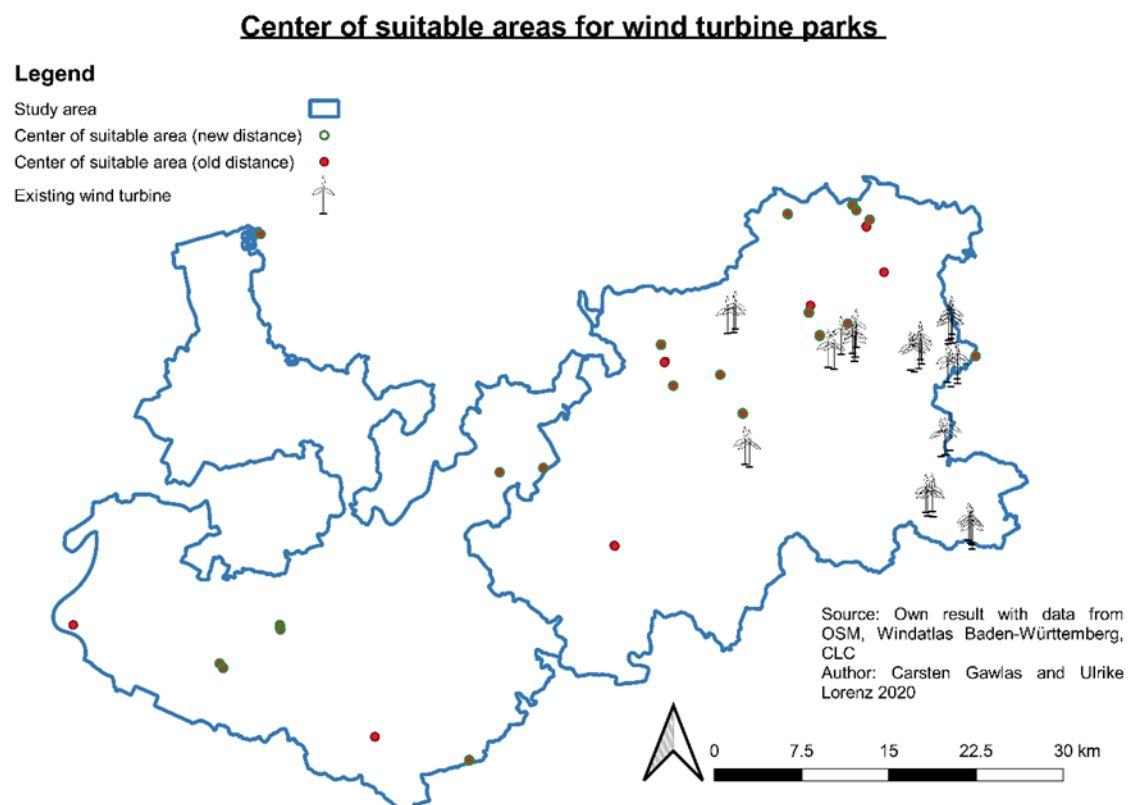 Center of suitable areas for wind turbine parks
Legend
Study area
Center of suitable area (new distance)
Center of suitable area (old distance)
Existing wind turbine
Source: Own result with data from
OSM, Windatlas Baden-Württemberg,
CLC
Author: Carsten Gawlas and Ulrike
Lorenz 2020
0 7.5 15 22.5 30 km